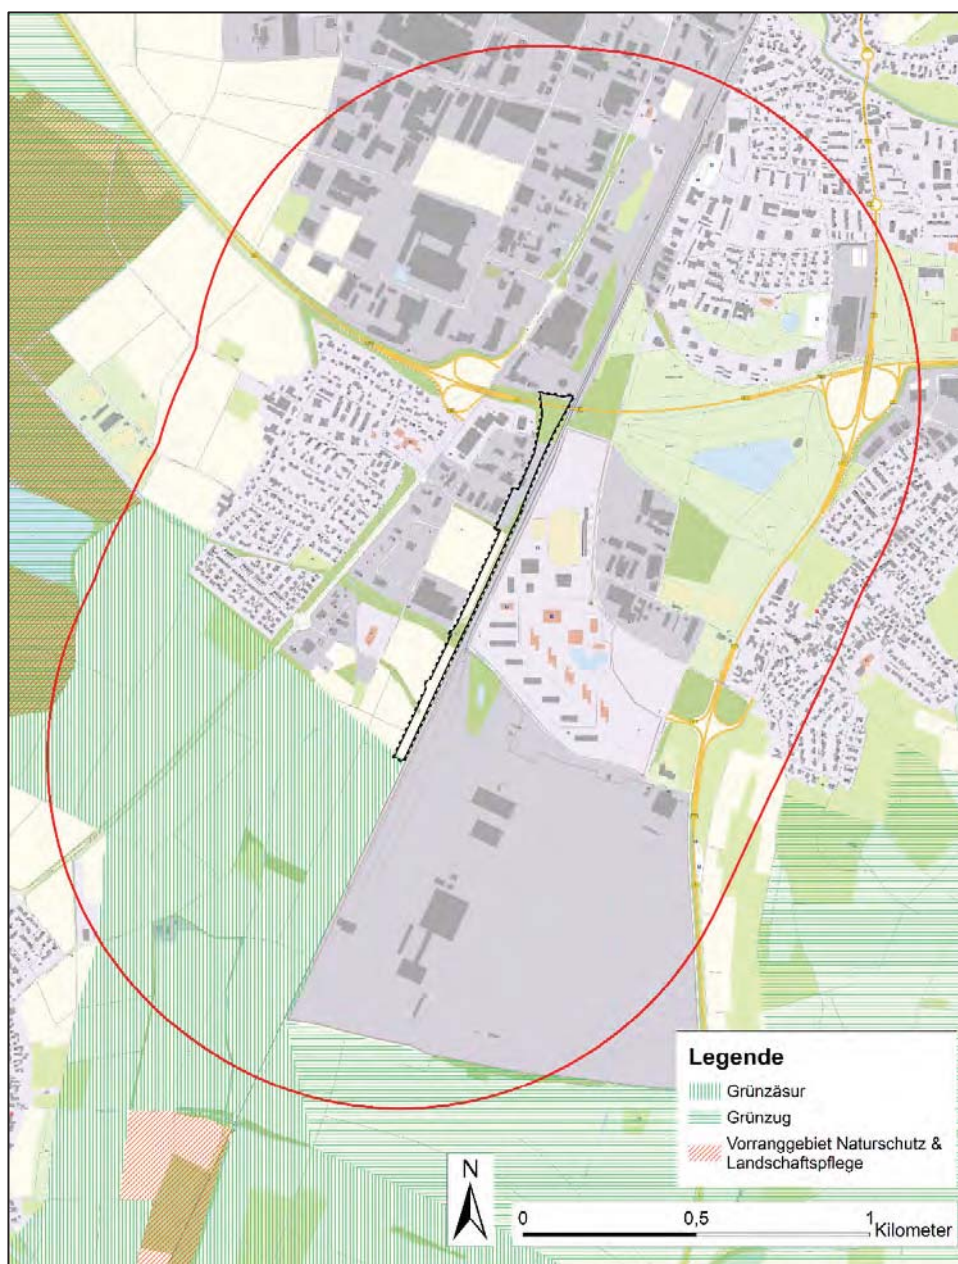 Legende
Grünzäsur
Grünzug
Vorranggebiet Naturschutz &
Landschaftspflege
N
0 0,5 1
Kilometer